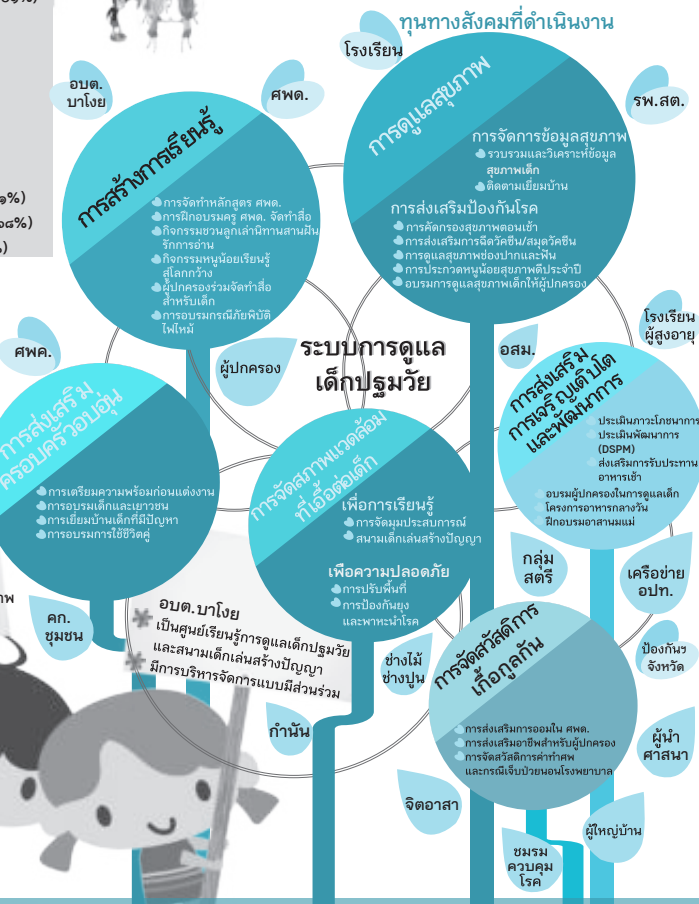 ทุนทางสังคมที่ดำเนินงาน
โรงเรียน
อบต.
บาโงย
ศพด.
รพ.สต.
การสร้างการเรียนรู้
การจัดทำหลักสูตร ศพด.
การฝึกอบรมครู ศพด. จัดทำสื่อ
กิจกรรมชวนลูกเล่านิทานสานฝัน
รักการอ่าน
กิจกรรมหนูน้อยเรียนรู้
สู่โลกกว้าง
ผู้ปกครองร่วมจัดทำสื่อ
สำหรับเด็ก
การอบรมกรณีภัยพิบัติ
ไฟไหม้
การดูแลสุขภาพ
การจัดการข้อมูลสุขภาพ
รวบรวมและวิเคราะห์ข้อมูล
สุขภาพเด็ก
ติดตามเยี่ยมบ้าน
การส่งเสริมป้องกันโรค
การคัดกรองสุขภาพตอนเช้า
การส่งเสริมการฉีดวัคซีน/สมุดวัคซีน
การดูแลสุขภาพช่องปากและฟัน
การประกวดหนูน้อยสุขภาพดีประจำปี
อบรมการดูแลสุขภาพเด็กให้ผู้ปกครอง
%)
๑%)
๐๘%)
%)
ศพค.
ผู้ปกครอง
ระบบการดูแล
เด็กปฐมวัย
อสม.
โรงเรียน
ผู้สูงอายุ
การส่งเสริม
ครอบครัวอบอุ่น
การเตรียมความพร้อมก่อนแต่งงาน
การอบรมเด็กและเยาวชน
การเยี่ยมบ้านเด็กที่มีปัญหา
การอบรมการใช้ชีวิตคู่
การจัดสภาพแวดล้อม
ที่เอื้อต่อเด็ก
เพื่อการเรียนรู้
การจัดมุมประสบการณ์
สนามเด็กเล่นสร้างปัญญา
เพื่อความปลอดภัย
การปรับพื้นที่
การป้องกันยุง
และพาหะนำโรค
การส่งเสริม
การเจริญเติบโต
และพัฒนาการ
ประเมินภาวะโภชนาการ
ประเมินพัฒนาการ
(DSPM)
ส่งเสริมการรับประทาน
อาหารเช้า
อบรมผู้ปกครองในการดูแลเด็ก
โครงการอาหารกลางวัน
ฝึกอบรมอาสานมแม่
กลุ่ม
สตรี
เครือข่าย
อปท.
าพ
คก.
ชุมชน
อบต.บาโงย
เป็นศูนย์เรียนรู้การดูแลเด็กปฐมวัย
และสนามเด็กเล่นสร้างปัญญา
มีการบริหารจัดการแบบมีส่วนร่วม
กำนัน
ช่างไม้
ช่างปูน
การจัดสวัสดิการ
เกื้อกูลกัน
การส่งเสริมการออมใน ศพด.
การส่งเสริมอาชีพสำหรับผู้ปกครอง
การจัดสวัสดิการค่าทำศพ
และกรณีเจ็บป่วยนอนโรงพยาบาล
ป้องกันฯ
จังหวัด
ผู้นำ
ศาสนา
จิตอาสา
ผู้ใหญ่บ้าน
ชมรม
ควบคุม
โรค